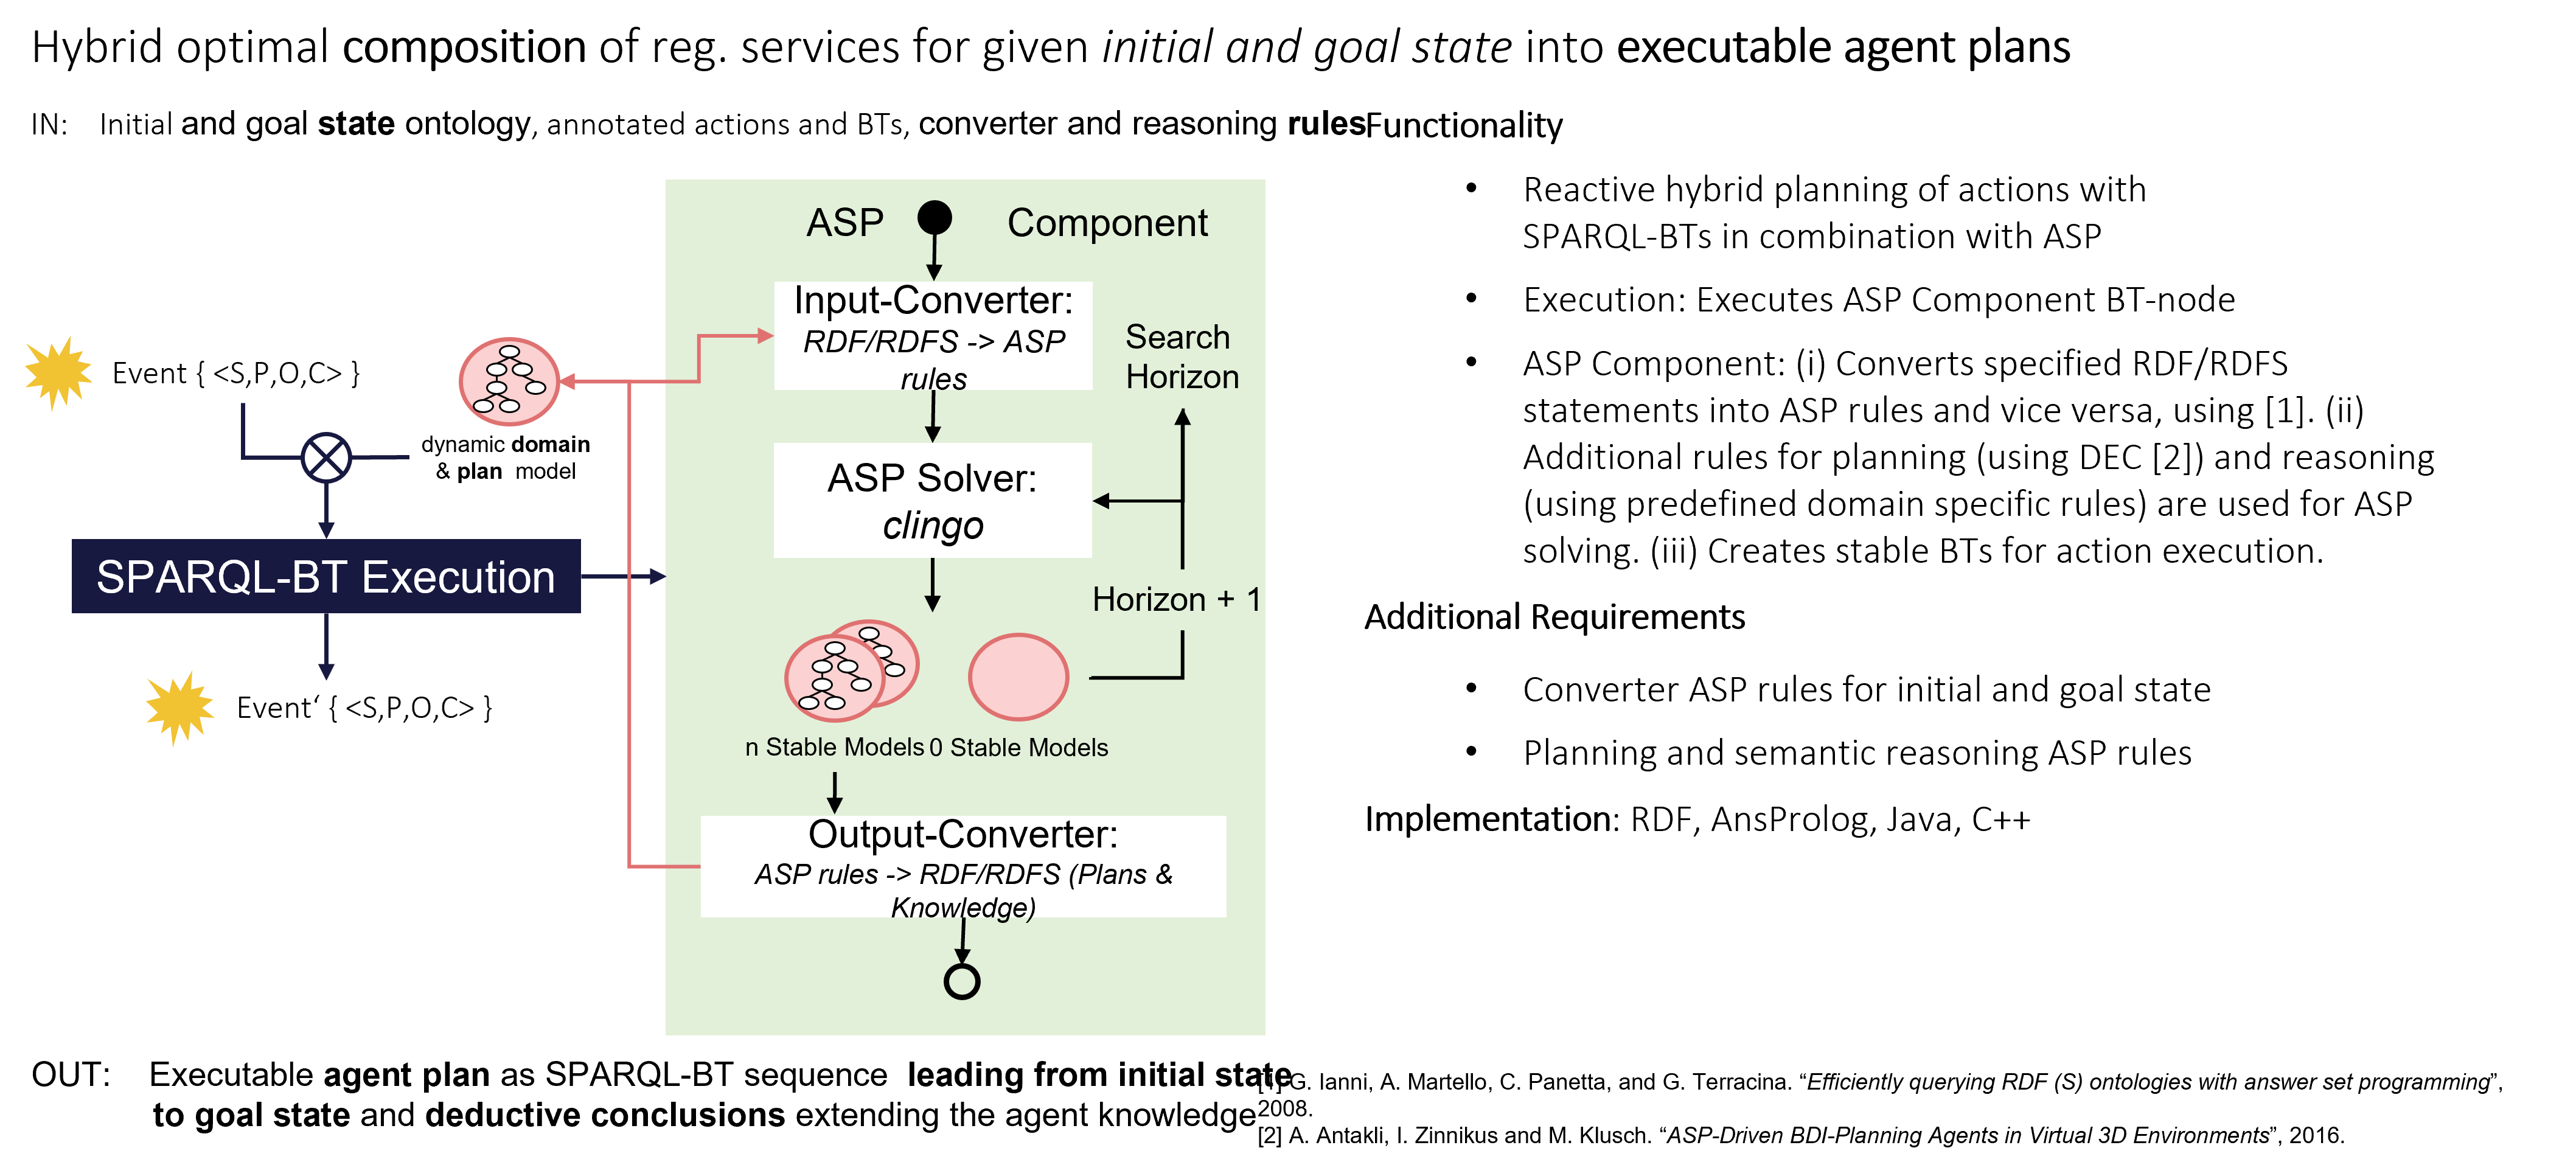 Hybrid optimal composition of reg. services for given initial and goal state into executable agent plans
IN: Initial and goal state ontology, annotated actions and BTs, converter and reasoning rules
ASP Component
Input-Converter:
RDF/RDFS -> ASP
rules
Search
Horizon
Event { <S,P,O,C> }
dynamic domain
& plan model
ASP Solver:
clingo
SPARQL-BT Execution
Horizon + 1
Event‘ { <S,P,O,C> }
n Stable Models
0 Stable Models
Output-Converter:
ASP rules -> RDF/RDFS (Plans &
Knowledge)
OUT: Executable agent plan as SPARQL-BT sequence leading from initial state
to goal state and deductive conclusions extending the agent knowledge
Functionality
• Reactive hybrid planning of actions with
SPARQL-BTs in combination with ASP
• Execution: Executes ASP Component BT-node
• ASP Component: (i) Converts specified RDF/RDFS
statements into ASP rules and vice versa, using [1]. (ii)
Additional rules for planning (using DEC [2]) and reasoning
(using predefined domain specific rules) are used for ASP
solving. (iii) Creates stable BTs for action execution.
Additional Requirements
• Converter ASP rules for initial and goal state
• Planning and semantic reasoning ASP rules
Implementation: RDF, AnsProlog, Java, C++
[1] G. Ianni, A. Martello, C. Panetta, and G. Terracina. “Efficiently querying RDF (S) ontologies with answer set programming”,
2008.
[2] A. Antakli, I. Zinnikus and M. Klusch. “ASP-Driven BDI-Planning Agents in Virtual 3D Environments”, 2016.